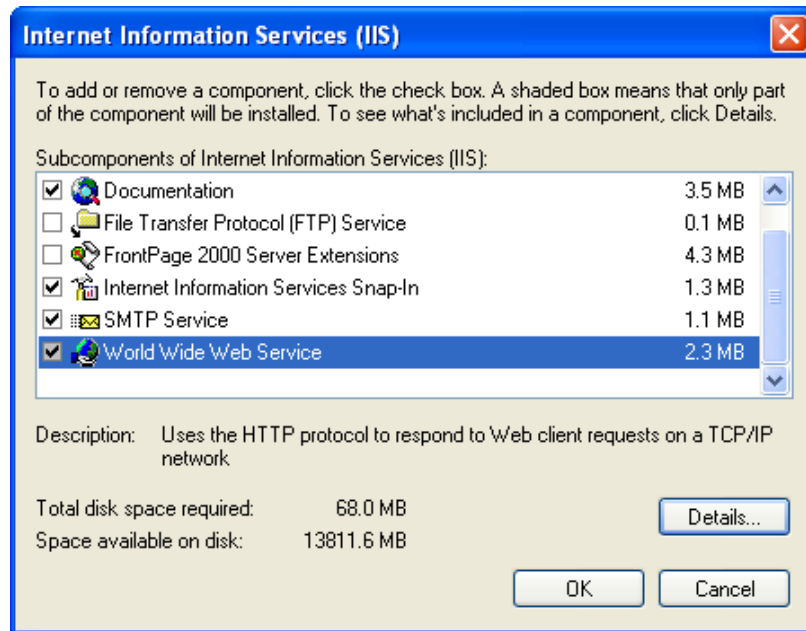 Internet Information Services (IIS)
To add or remove a component, click the check box. A shaded box means that only part
of the component will be installed. To see what's included in a component, click Details.
Subcomponents of Internet Information Services (IIS):
Documentation 3.5 MB
File Transfer Protocol (FTP) Service 0.1 MB
FrontPage 2000 Server Extensions 4.3 MB
Internet Information Services Snap-In 1.3 MB
SMTP Service 1.1 MB
World Wide Web Service 2.3 MB
Description: Uses the HTTP protocol to respond to Web client requests on a TCP/IP
network
Total disk space required: 68.0 MB
Space available on disk: 13811.6 MB
Details...
OK Cancel